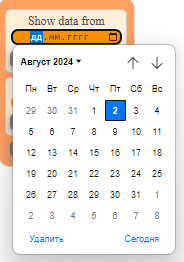 Show data from
дд.мм.гггг
Август 2024
Пн Вт Ср Чт Пт Сб Вс
29 30 31 1 2 3 4
5 6 7 8 9 10 11
12 13 14 15 16 17 18
19 20 21 22 23 24 25
26 27 28 29 30 31 1
2 3 4 5 6 7 8
Удалить Сегодня